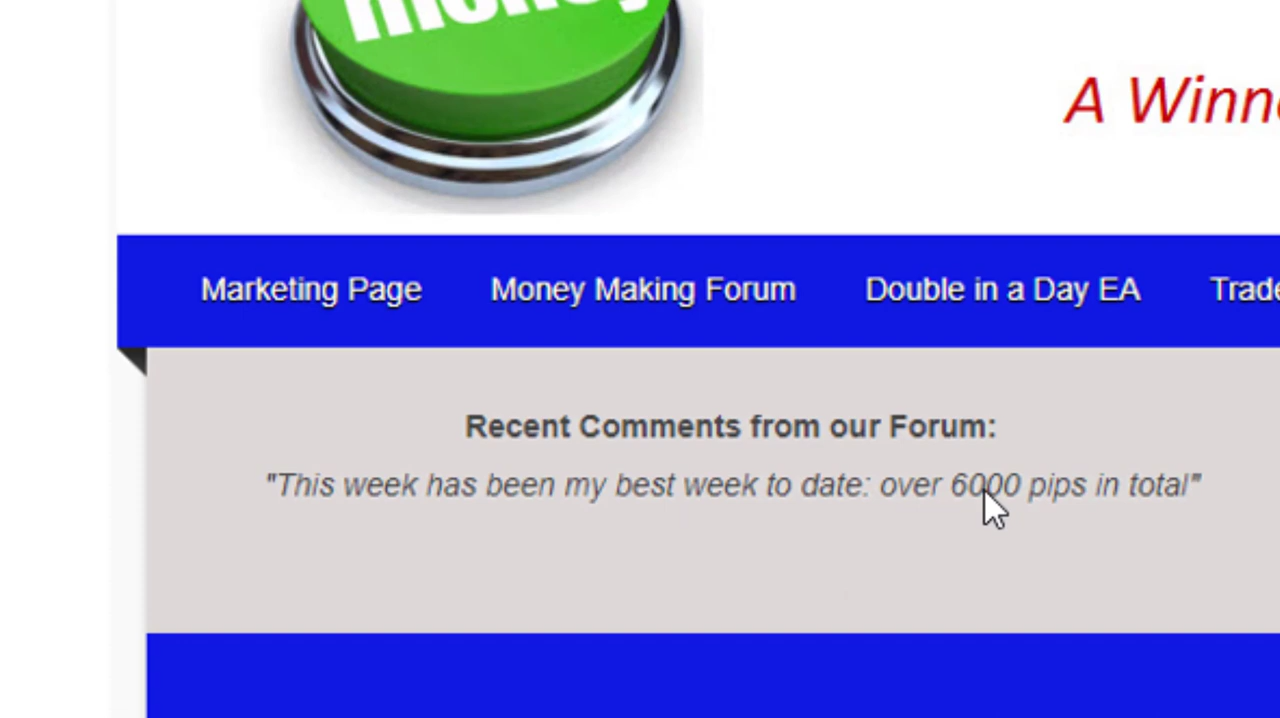 money
A Winn
Marketing Page Money Making Forum Double in a Day EA Trade
Recent Comments from our Forum:
"This week has been my best week to date: over 6000 pips in total"